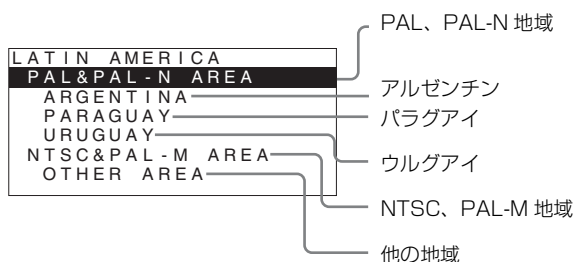 LATIN AMERICA
PAL&PAL-N AREA
ARGENTINA
PARAGUAY
URUGUAY
NTSC&PAL-M AREA
OTHER AREA
PAL、PAL-N 地域
アルゼンチン
パラグアイ
ウルグアイ
NTSC、PAL-M 地域
他の地域